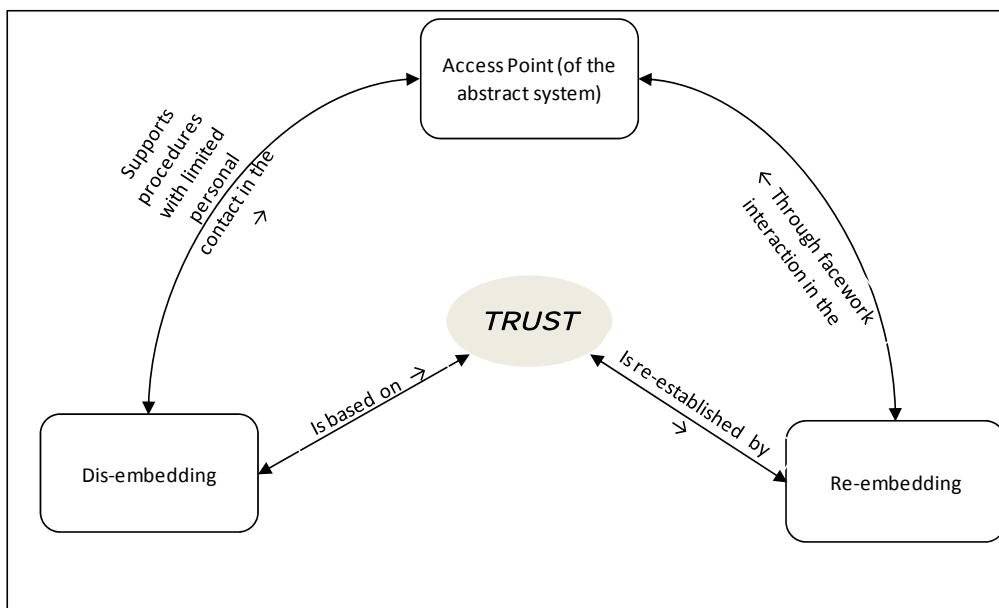 Access Point (of the
abstract system)
Supports
procedures
with limited
personal
contact in the
→
← Through facework
interaction in the
TRUST
Is based on →
Is re-established by
→
Dis-embedding
Re-embedding